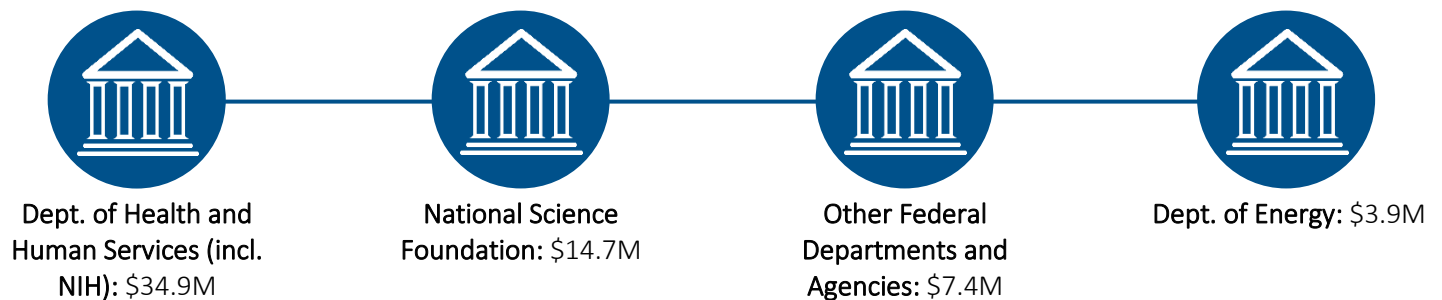 Dept. of Health and
Human Services (incl.
NIH): $34.9M
National Science
Foundation: $14.7M
Other Federal
Departments and
Agencies: $7.4M
Dept. of Energy: $3.9M